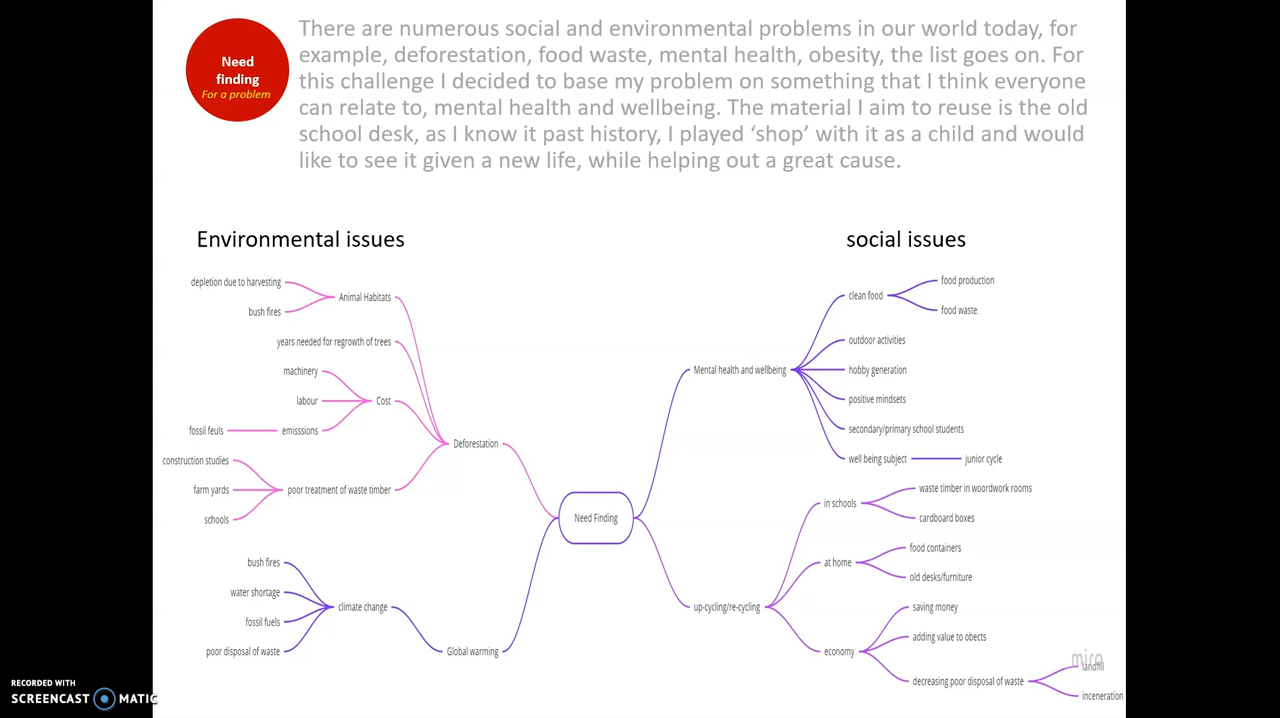 Need
finding
For a problem
There are numerous social and environmental problems in our world today, for
example, deforestation, food waste, mental health, obesity, the list goes on. For
this challenge I decided to base my problem on something that I think everyone
can relate to, mental health and wellbeing. The material I aim to reuse is the old
school desk, as I know it past history, I played ‘shop’ with it as a child and would
like to see it given a new life, while helping out a great cause.
Environmental issues
depletion due to harvesting
bush fires
Animal Habitats
years needed for regrowth of trees
machinery
labour
Cost
fossil feuls
emisssions
construction studies
farm yards
schools
poor treatment of waste timber
Deforestation
bush fires
water shortage
fossil fuels
poor disposal of waste
climate change
Global warming
Need Finding
social issues
Mental health and wellbeing
clean food
food production
food waste
outdoor activities
hobby generation
positive mindsets
secondary/primary school students
well being subject
junior cycle
up-cycling/re-cycling
in schools
waste timber in woordwork rooms
cardboard boxes
at home
food containers
old desks/furniture
economy
saving money
adding value to obects
decreasing poor disposal of waste
landfill
inceneration
miro
RECORDED WITH
SCREENCAST MATIC